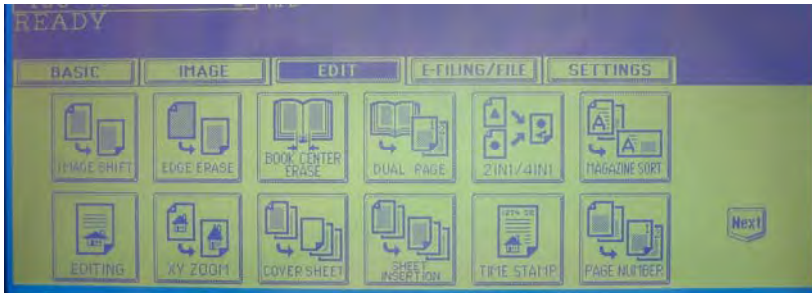 READY
BASIC IMAGE EDIT E-FILING/FILE SETTINGS
IMAGE SHIFT
EDGE ERASE
BOOK CENTER
ERASE
DUAL PAGE
2IN1/4IN1
MAGAZINE SORT
EDITING
XY ZOOM
COVER SHEET
SHEET
INSERTION
TIME STAMP
PAGE NUMBER
Next